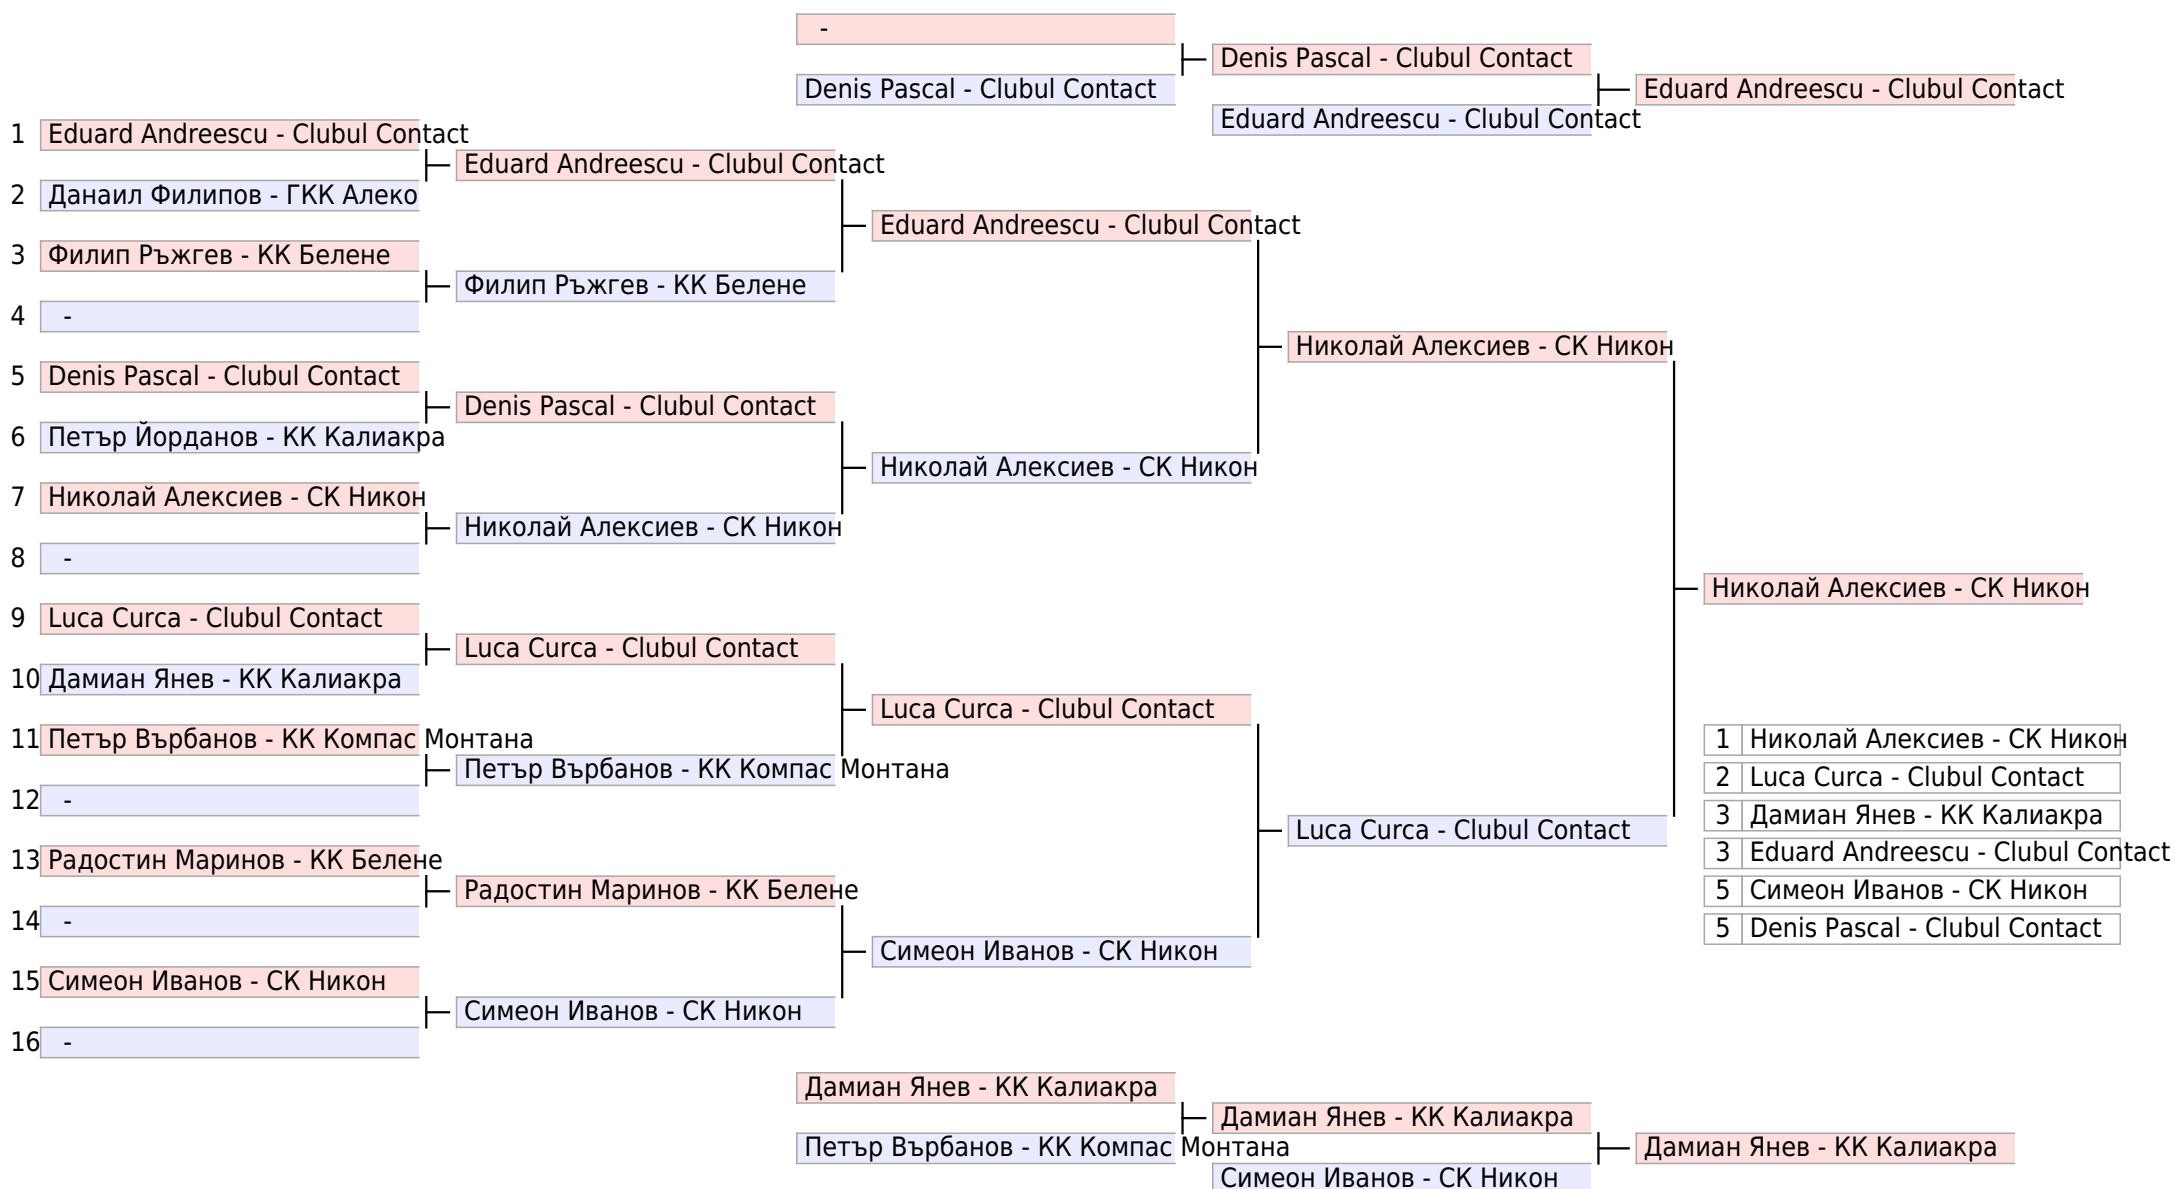 -
Denis Pascal - Clubul Contact
Denis Pascal - Clubul Contact
Eduard Andreescu - Clubul Contact
Eduard Andreescu - Clubul Contact
1 Eduard Andreescu - Clubul Contact
Eduard Andreescu - Clubul Contact
2 Данаил Филипов - ГКК Алеко
Eduard Andreescu - Clubul Contact
3 Филип Ръжгев - КК Белене
Филип Ръжгев - КК Белене
4 -
Николай Алексиев - СК Никон
5 Denis Pascal - Clubul Contact
Denis Pascal - Clubul Contact
6 Петър Йорданов - КК Калиакра
Николай Алексиев - СК Никон
7 Николай Алексиев - СК Никон
Николай Алексиев - СК Никон
8 -
Николай Алексиев - СК Никон
9 Luca Curca - Clubul Contact
Luca Curca - Clubul Contact
10 Дамиан Янев - КК Калиакра
Luca Curca - Clubul Contact
11 Петър Върбанов - КК Компас Монтана
Петър Върбанов - КК Компас Монтана
12 -
Luca Curca - Clubul Contact
13 Радостин Маринов - КК Белене
Радостин Маринов - КК Белене
14 -
Симеон Иванов - СК Никон
15 Симеон Иванов - СК Никон
Симеон Иванов - СК Никон
16 -
1 Николай Алексиев - СК Никон
2 Luca Curca - Clubul Contact
3 Дамиан Янев - КК Калиакра
3 Eduard Andreescu - Clubul Contact
5 Симеон Иванов - СК Никон
5 Denis Pascal - Clubul Contact
Дамиан Янев - КК Калиакра
Дамиан Янев - КК Калиакра
Петър Върбанов - КК Компас Монтана
Дамиан Янев - КК Калиакра
Симеон Иванов - СК Никон